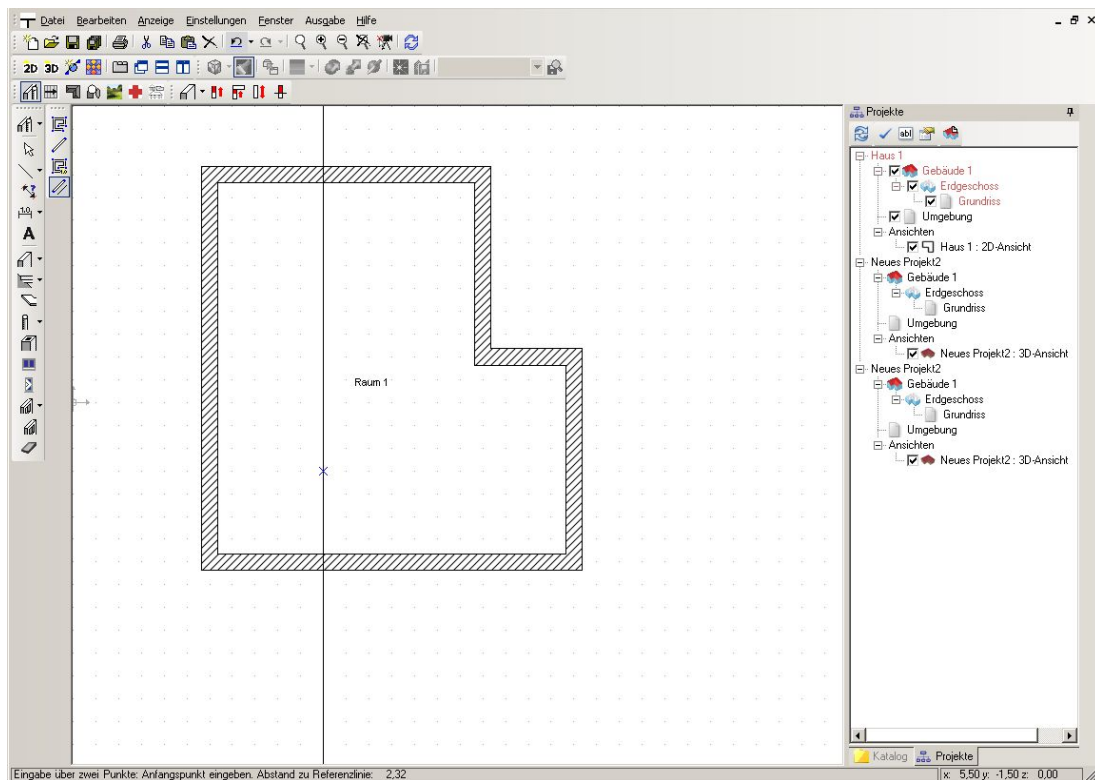 Datei Bearbeiten Anzeige Einstellungen Fenster Ausgabe Hilfe
2D 3D
Projekte
abl
Haus 1
Gebäude 1
Erdgeschoss
Grundriss
Umgebung
Ansichten
Haus 1 : 2D-Ansicht
Neues Projekt2
Gebäude 1
Erdgeschoss
Grundriss
Umgebung
Ansichten
Neues Projekt2 : 3D-Ansicht
Neues Projekt2
Gebäude 1
Erdgeschoss
Grundriss
Umgebung
Ansichten
Neues Projekt2 : 3D-Ansicht
1.0
A
Raum 1
Katalog Projekte
Eingabe über zwei Punkte: Anfangspunkt eingeben. Abstand zu Referenzlinie: 2,32
x: 5,50 y: -1,50 z: 0,00